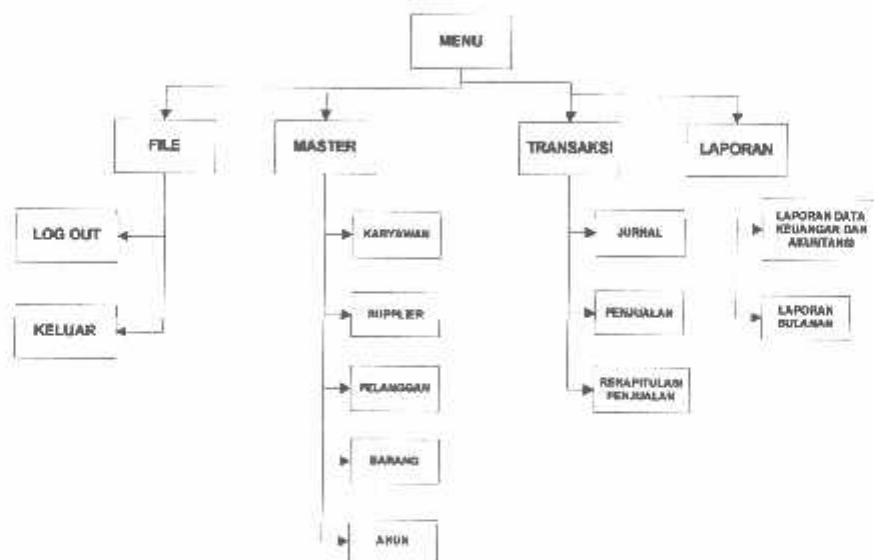 MENU
FILE
MASTER
TRANSAKSI
LAPORAN
LOG OUT
KELUAR
KARYAWAN
SUPPLIER
PELANGGAN
BARANG
AKUN
JURNAL
PENJUALAN
REKAPITULASI
PENJUALAN
LAPORAN DATA
KEUANGAN DAN
AKUNTANSI
LAPORAN
BULANAN